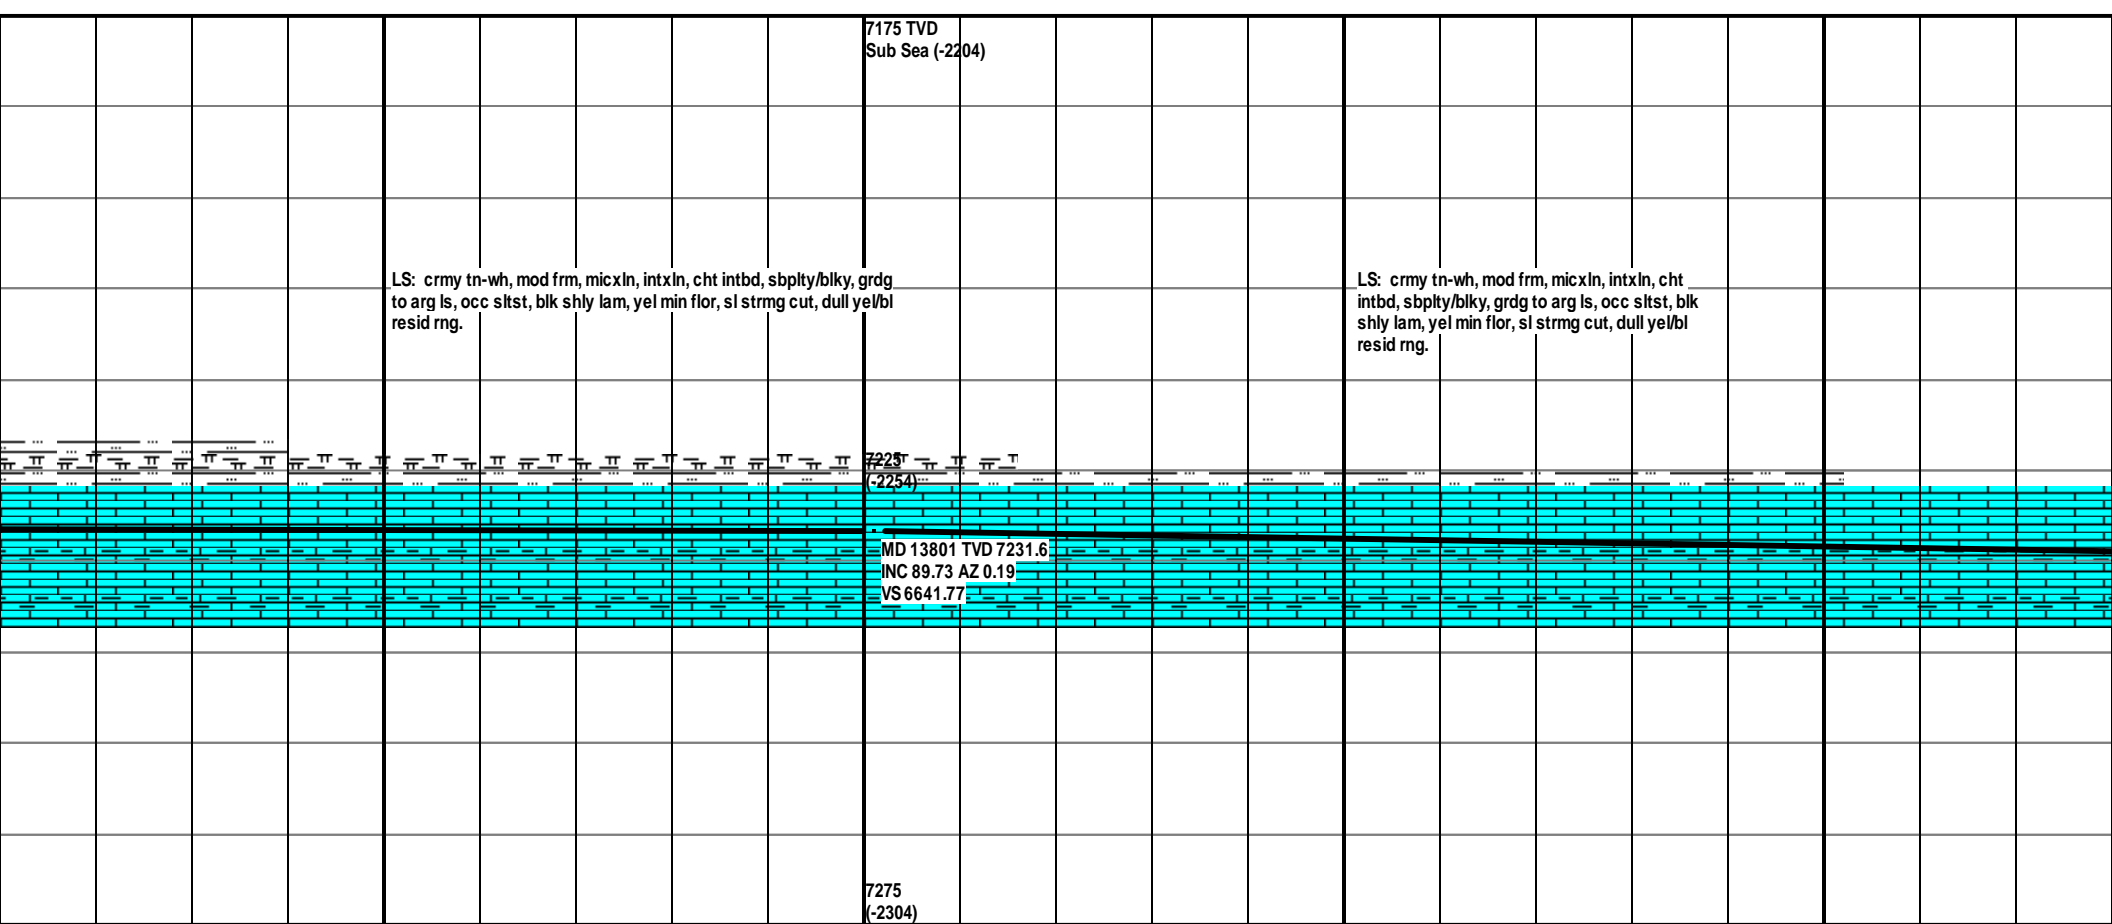 7175 TVD
Sub Sea (-2204)
LS:  crmy tn-wh, mod frm, micxln, intxln, cht intbd, sbplty/blky, grdg
to arg ls, occ sltst, blk shly lam, yel min flor, sl strmg cut, dull yel/bl
resid rng.
LS:  crmy tn-wh, mod frm, micxln, intxln, cht
intbd, sbplty/blky, grdg to arg ls, occ sltst, blk
shly lam, yel min flor, sl strmg cut, dull yel/bl
resid rng.
7225
(-2254)
MD 13801 TVD 7231.6
INC 89.73 AZ 0.19
VS 6641.77
7275
(-2304)